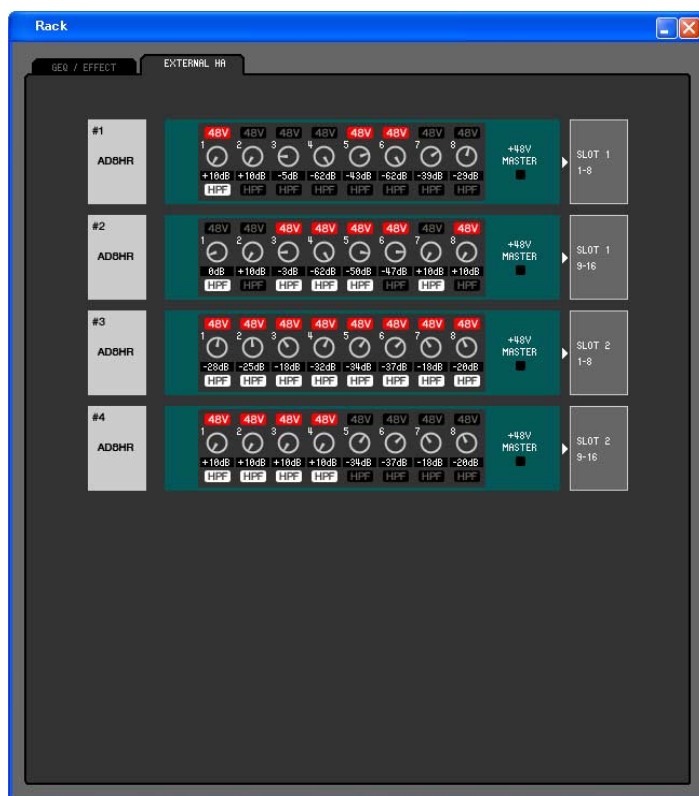 Rack
GEQ / EFFECT EXTERNAL HA
#1
AD8HR
48V 48V 48V 48V 48V 48V 48V 48V
1 2 3 4 5 6 7 8
+10dB +10dB -5dB -62dB -43dB -62dB -39dB -29dB
HPF HPF HPF HPF HPF HPF HPF HPF
+48V
MASTER
SLOT 1
1-8
#2
AD8HR
48V 48V 48V 48V 48V 48V 48V 48V
1 2 3 4 5 6 7 8
0dB +10dB -3dB -62dB -50dB -47dB +10dB +10dB
HPF HPF HPF HPF HPF HPF HPF HPF
+48V
MASTER
SLOT 1
9-16
#3
AD8HR
48V 48V 48V 48V 48V 48V 48V 48V
1 2 3 4 5 6 7 8
-28dB -25dB -18dB -32dB -34dB -37dB -18dB -20dB
HPF HPF HPF HPF HPF HPF HPF HPF
+48V
MASTER
SLOT 2
1-8
#4
AD8HR
48V 48V 48V 48V 48V 48V 48V 48V
1 2 3 4 5 6 7 8
+10dB +10dB +10dB +10dB -34dB -37dB -18dB -20dB
HPF HPF HPF HPF HPF HPF HPF HPF
+48V
MASTER
SLOT 2
9-16